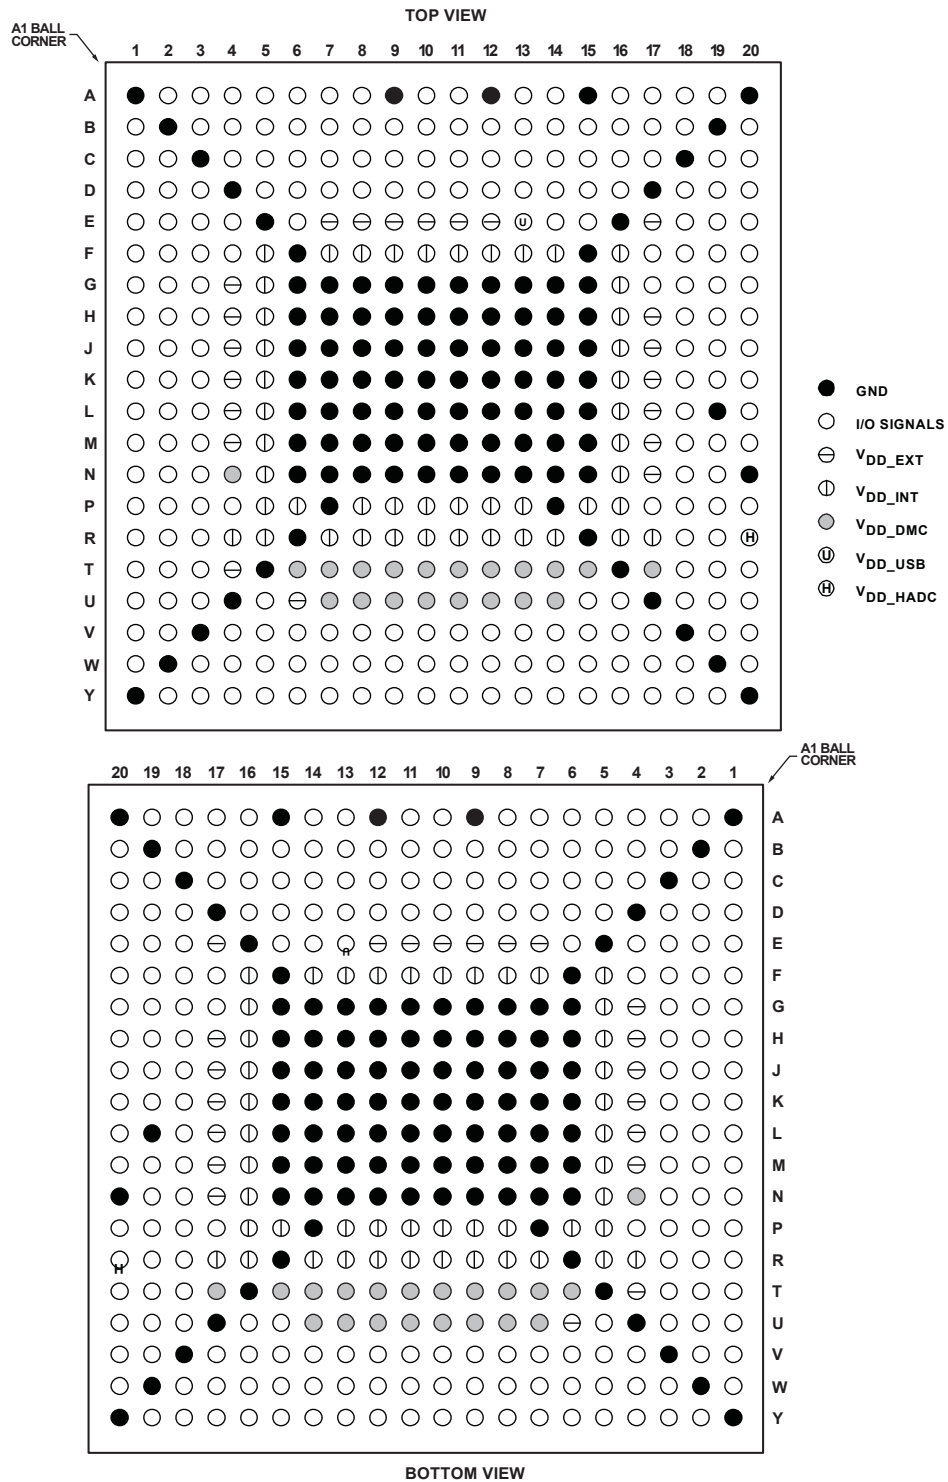 TOP VIEW
A1 BALL
CORNER
1 2 3 4 5 6 7 8 9 10 11 12 13 14 15 16 17 18 19 20
A
B
C
D
E U
F
G
H
J
K
L
M
N
P
R H
T
U
V
W
Y
GND
I/O SIGNALS
VDD_EXT
VDD_INT
VDD_DMC
U VDD_USB
H VDD_HADC
A1 BALL
CORNER
20 19 18 17 16 15 14 13 12 11 10 9 8 7 6 5 4 3 2 1
A
B
C
D
E
F
G
H
J
K
L
M
N
P
H R
T
U
V
W
Y
BOTTOM VIEW